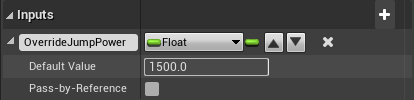 Inputs
OverrideJumpPower Float
Default Value 1500.0
Pass-by-Reference